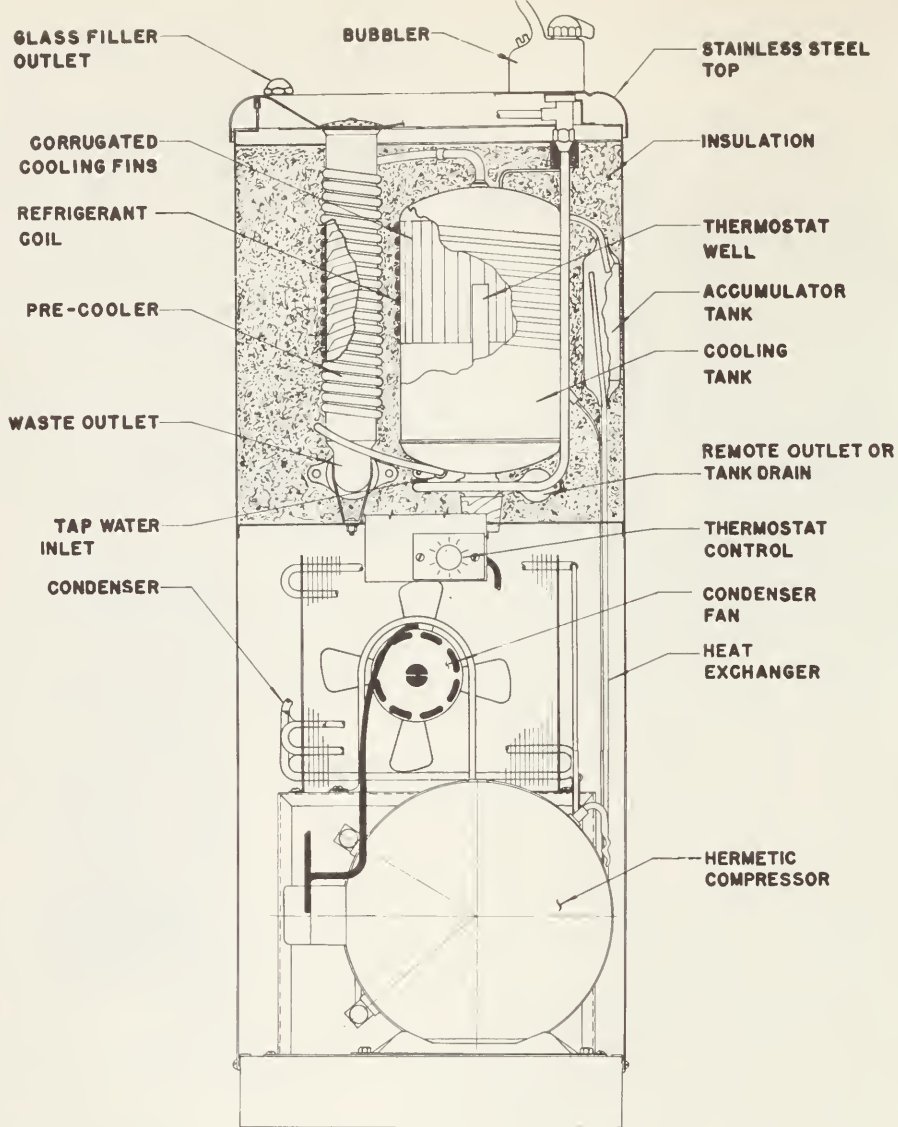 GLASS FILLER
OUTLET
BUBBLER
STAINLESS STEEL
TOP
CORRUGATED
COOLING FINS
INSULATION
REFRIGERANT
COIL
THERMOSTAT
WELL
PRE-COOLER
ACCUMULATOR
TANK
COOLING
TANK
WASTE OUTLET
REMOTE OUTLET OR
TANK DRAIN
TAP WATER
INLET
THERMOSTAT
CONTROL
CONDENSER
CONDENSER
FAN
HEAT
EXCHANGER
HERMETIC
COMPRESSOR